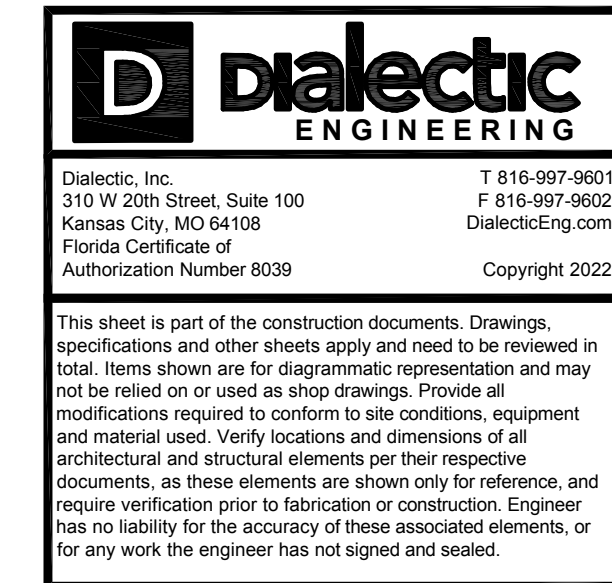 D DIALECTIC
ENGINEERING
Dialectic, Inc.
310 W 20th Street, Suite 100
Kansas City, MO 64108
Florida Certificate of
Authorization Number 8039
T 816-997-9601
F 816-997-9602
DialecticEng.com
Copyright 2022
This sheet is part of the construction documents. Drawings,
specifications and other sheets apply and need to be reviewed in
total. Items shown are for diagrammatic representation and may
not be relied on or used as shop drawings. Provide all
modifications required to conform to site conditions, equipment
and material used. Verify locations and dimensions of all
architectural and structural elements per their respective
documents, as these elements are shown only for reference, and
require verification prior to fabrication or construction. Engineer
has no liability for the accuracy of these associated elements, or
for any work the engineer has not signed and sealed.